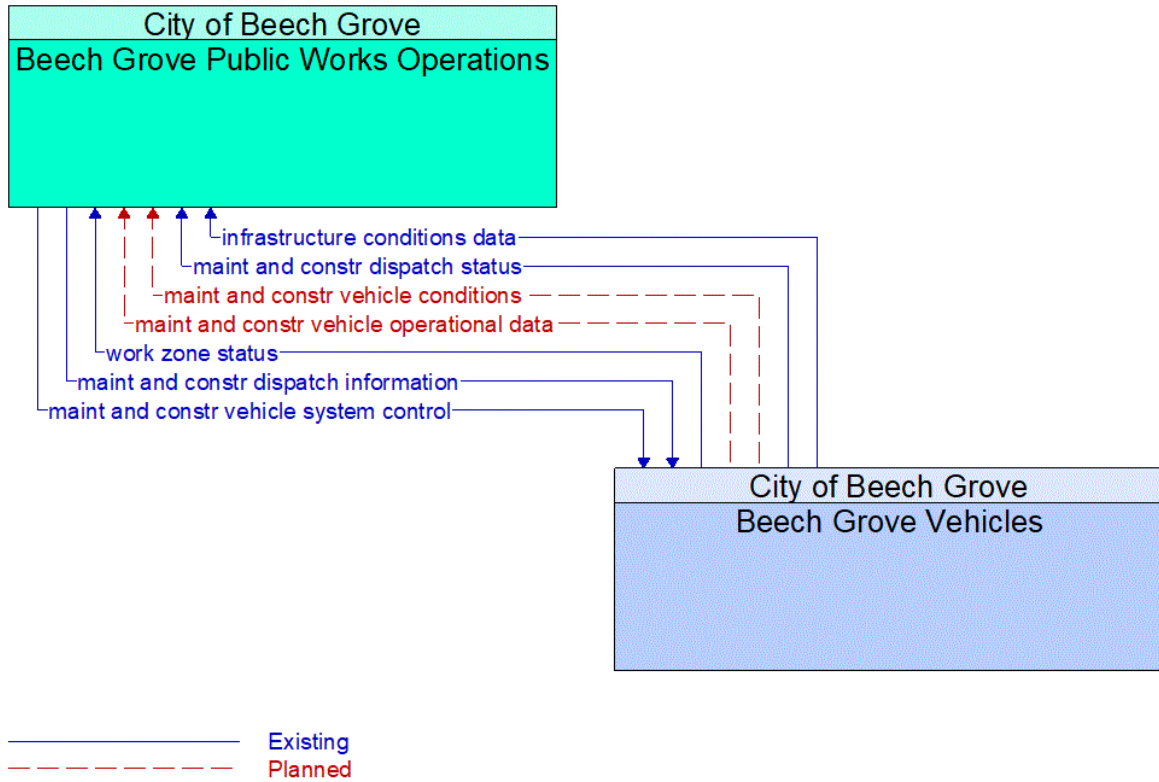 City of Beech Grove
Beech Grove Public Works Operations
infrastructure conditions data
maint and constr dispatch status
maint and constr vehicle conditions
maint and constr vehicle operational data
work zone status
maint and constr dispatch information
maint and constr vehicle system control
City of Beech Grove
Beech Grove Vehicles
Existing
Planned